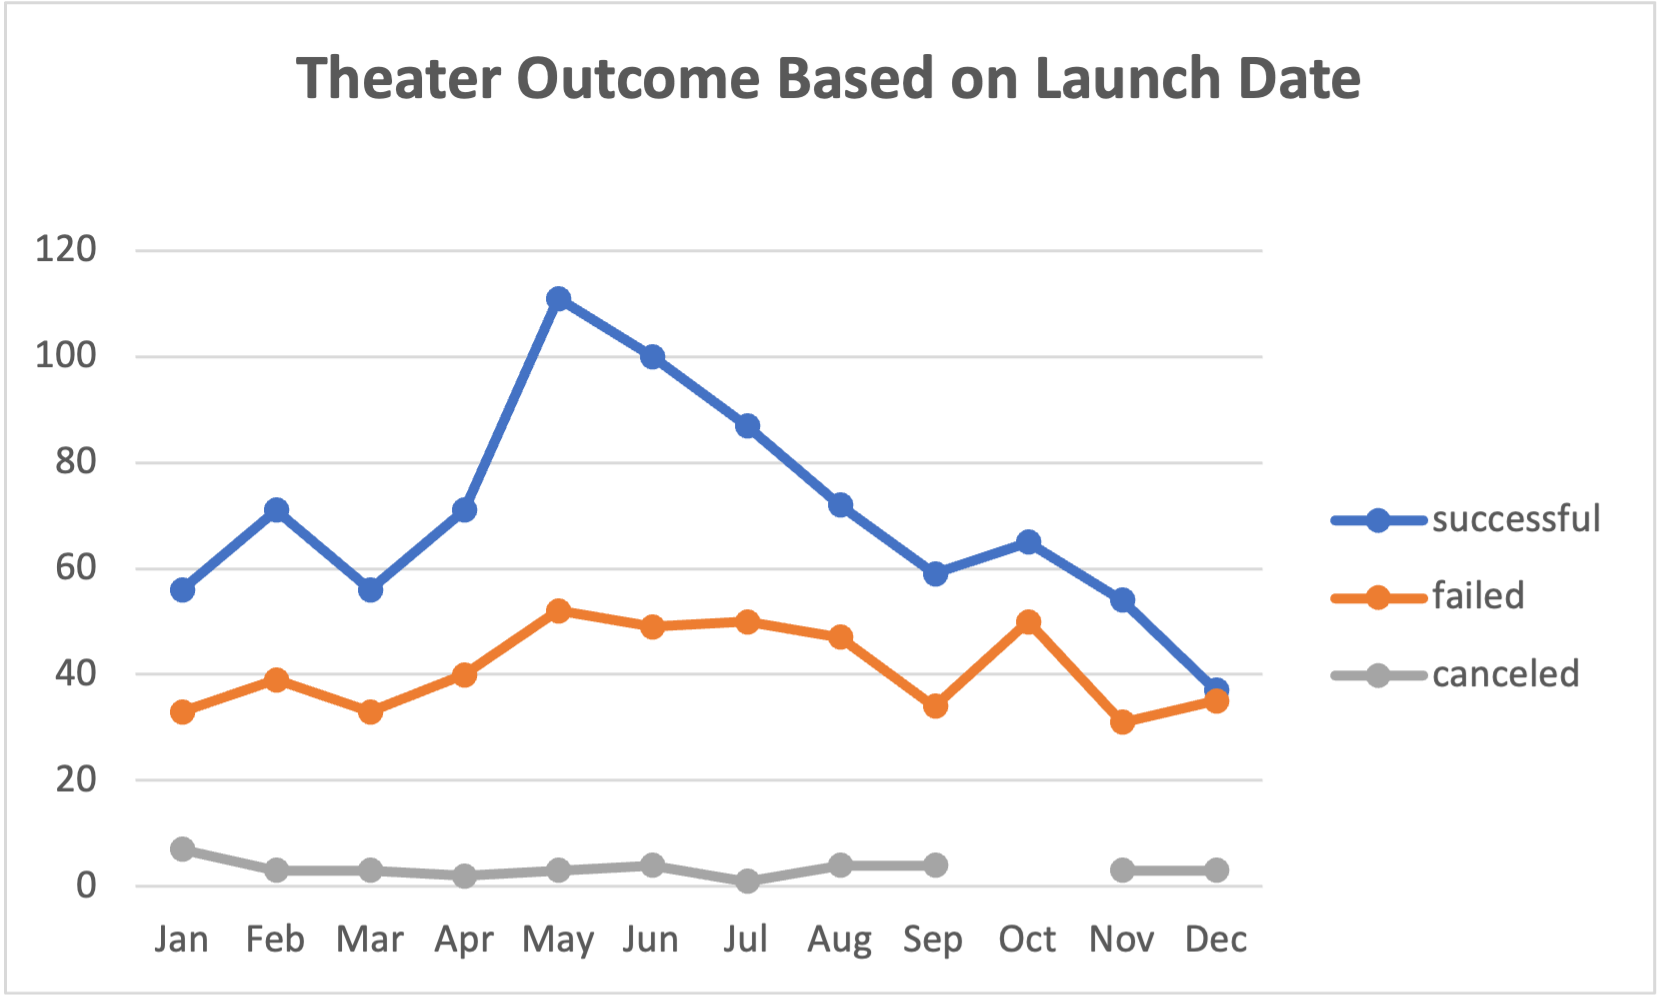 Theater Outcome Based on Launch Date
120
100
80
60
40
20
0
Jan Feb Mar Apr May Jun Jul Aug Sep Oct Nov Dec
successful
failed
canceled